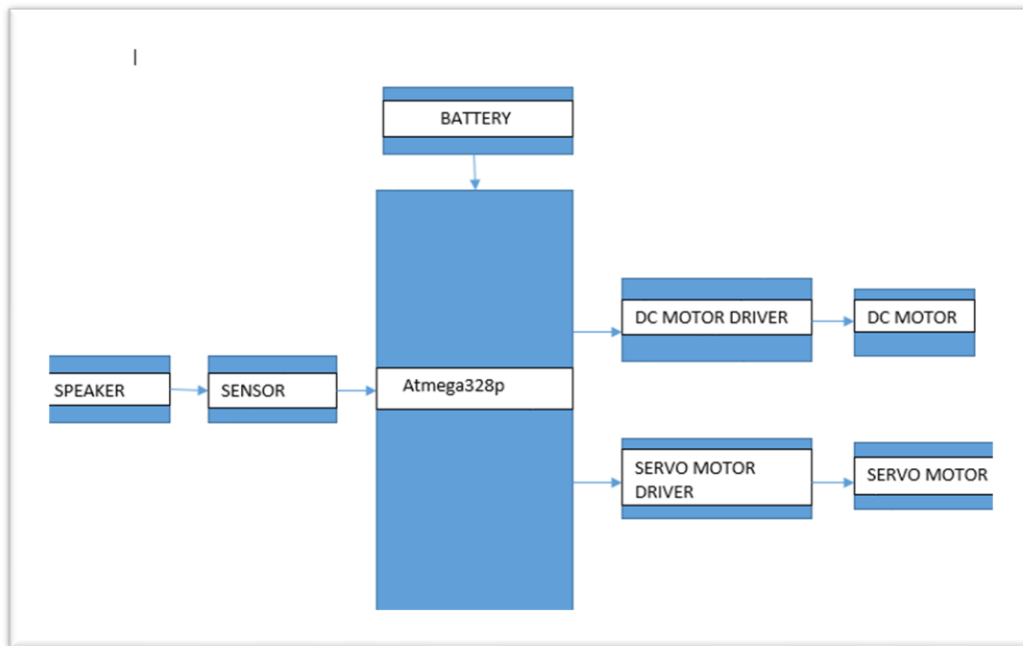 BATTERY
DC MOTOR DRIVER
DC MOTOR
SPEAKER
SENSOR
Atmega328p
SERVO MOTOR
DRIVER
SERVO MOTOR